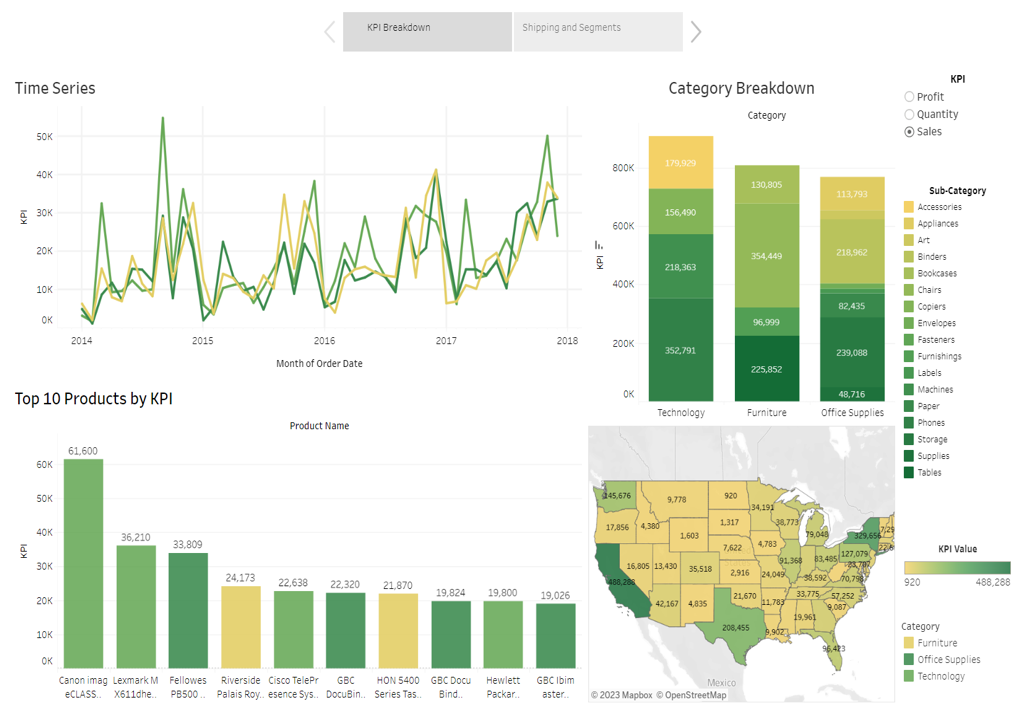 KPI Breakdown
Shipping and Segments
Time Series
KPI
50K
40K
30K
20K
10K
0K
2014
2015
2016
2017
2018
Month of Order Date
Category Breakdown
Category
KPI
800K
600K
400K
200K
0K
179,929
156,490
218,363
352,791
130,805
354,449
96,999
225,852
113,793
218,962
82,435
239,088
48,716
Technology
Furniture
Office Supplies
KPI
Profit
Quantity
Sales
Sub-Category
Accessories
Appliances
Art
Binders
Bookcases
Chairs
Copiers
Envelopes
Fasteners
Furnishings
Labels
Machines
Paper
Phones
Storage
Supplies
Tables
Top 10 Products by KPI
Product Name
KPI
60K
50K
40K
30K
20K
10K
0K
61,600
36,210
33,809
24,173
22,638
22,320
21,870
19,824
19,800
19,026
Canon imag
eCLASS..
Lexmark M
X611dhe..
Fellowes
PB500 ..
Riverside
Palais Roy..
Cisco TelePr
esence Sys..
GBC
DocuBin..
HON 5400
Series Tas..
GBC Docu
Bind..
Hewlett
Packar..
GBC Ibim
aster..
145,676
9,778
920
34,191
17,856
4,380
1,317
38,773
79,048
329,656
1,603
4,783
7,622
127,079
16,805
13,430
35,518
91,368
83,485
488,288
2,916
24,049
38,592
70,798
42,167
4,835
21,670
33,775
57,252
11,783
9,087
208,455
19,961
9,902
96,423
Mexico
© 2023 Mapbox © OpenStreetMap
KPI Value
920
488,288
Category
Furniture
Office Supplies
Technology